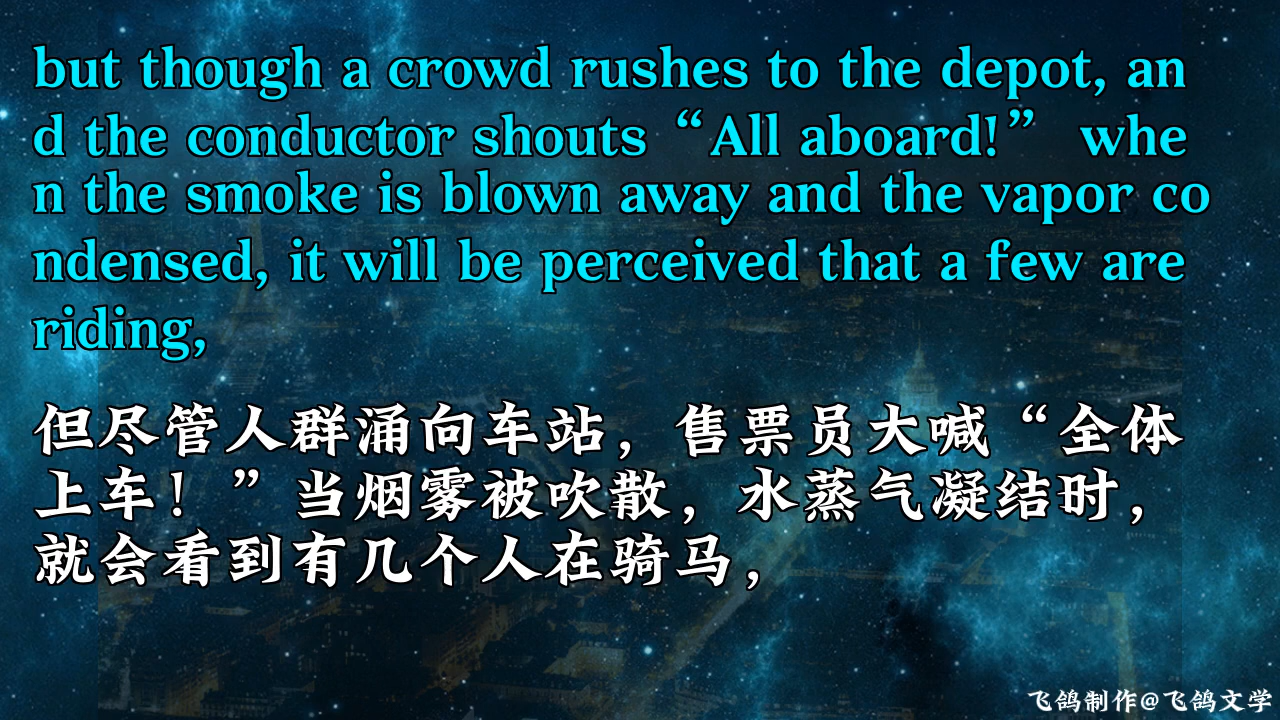 but though a crowd rushes to the depot, an
d the conductor shouts “All aboard!” whe
n the smoke is blown away and the vapor co
ndensed, it will be perceived that a few are
riding,
但尽管人群涌向车站，售票员大喊“全体
上车！”当烟雾被吹散，水蒸气凝结时，
就会看到有几个人在骑马，
飞鸽制作@飞鸽文学